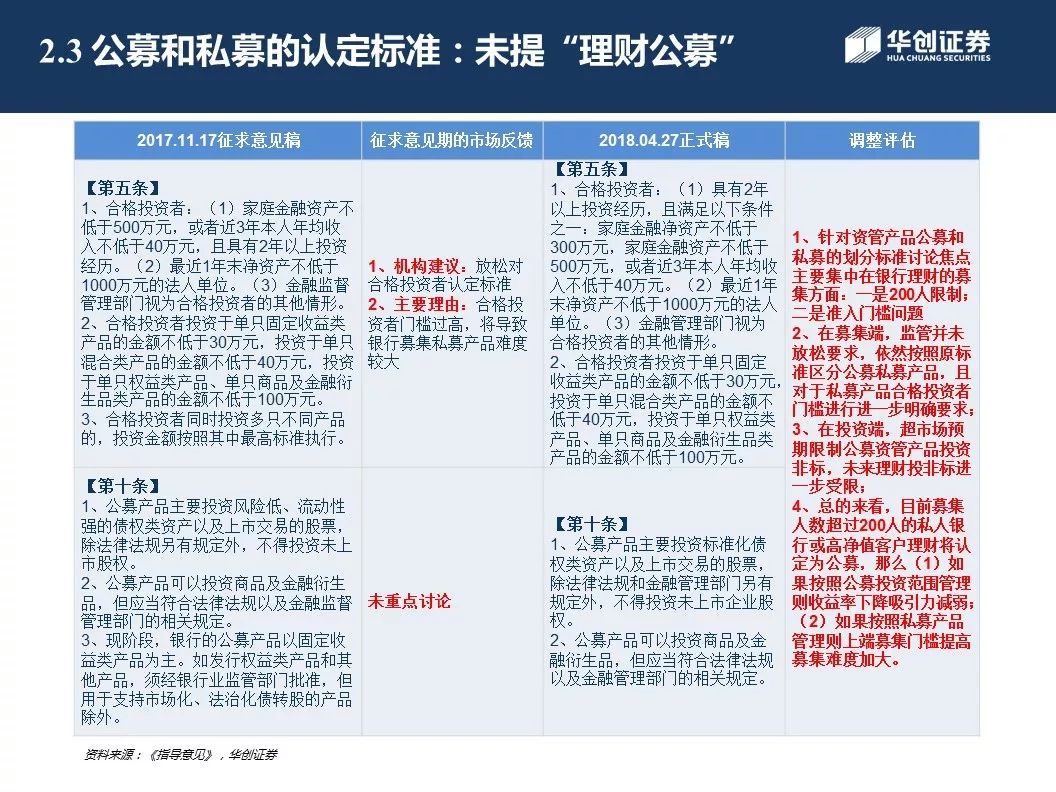 2.3 公募和私募的认定标准：未提“理财公募”
华创证券
HUA CHUANG SECURITIES
2017.11.17征求意见稿
征求意见期的市场反馈
2018.04.27正式稿
调整评估
【第五条】
1、合格投资者：（1）家庭金融资产不
低于500万元，或者近3年本人年均收
入不低于40万元，且具有2年以上投资
经历。（2）最近1年末净资产不低于
1000万元的法人单位。（3）金融监督
管理部门视为合格投资者的其他情形。
2、合格投资者投资于单只固定收益类
产品的金额不低于30万元，投资于单只
混合类产品的金额不低于40万元，投资
于单只权益类产品、单只商品及金融衍
生品类产品的金额不低于100万元。
3、合格投资者同时投资多只不同产品
的，投资金额按照其中最高标准执行。
1、机构建议：放松对
合格投资者认定标准
2、主要理由：合格投
资者门槛过高，将导致
银行募集私募产品难度
较大
【第五条】
1、合格投资者：（1）具有2年
以上投资经历，且满足以下条件
之一：家庭金融净资产不低于
300万元，家庭金融资产不低于
500万元，或者近3年本人年均收
入不低于40万元。（2）最近1年
末净资产不低于1000万元的法人
单位。（3）金融管理部门视为
合格投资者的其他情形。
2、合格投资者投资于单只固定
收益类产品的金额不低于30万元，
投资于单只混合类产品的金额不
低于40万元，投资于单只权益类
产品、单只商品及金融衍生品类
产品的金额不低于100万元。
1、针对资管产品公募和
私募的划分标准讨论焦点
主要集中在银行理财的募
集方面：一是200人限制；
二是准入门槛问题
2、在募集端，监管并未
放松要求，依然按照原标
准区分公募私募产品，且
对于私募产品合格投资者
门槛进行进一步明确要求；
3、在投资端，超市场预
期限制公募资管产品投资
非标，未来理财投非标进
一步受限；
4、总的来看，目前募集
人数超过200人的私人银
行或高净值客户理财将认
定为公募，那么（1）如
果按照公募投资范围管理
则收益率下降吸引力减弱；
（2）如果按照私募产品
管理则上端募集门槛提高
募集难度加大。
【第十条】
1、公募产品主要投资风险低、流动性
强的债权类资产以及上市交易的股票，
除法律法规另有规定外，不得投资未上
市股权。
2、公募产品可以投资商品及金融衍生
品，但应当符合法律法规以及金融监督
管理部门的相关规定。
3、现阶段，银行的公募产品以固定收
益类产品为主。如发行权益类产品和其
他产品，须经银行业监管部门批准，但
用于支持市场化、法治化债转股的产品
除外。
未重点讨论
【第十条】
1、公募产品主要投资标准化债
权类资产以及上市交易的股票，
除法律法规和金融管理部门另有
规定外，不得投资未上市企业股
权。
2、公募产品可以投资商品及金
融衍生品，但应当符合法律法规
以及金融管理部门的相关规定。
资料来源：《指导意见》，华创证券